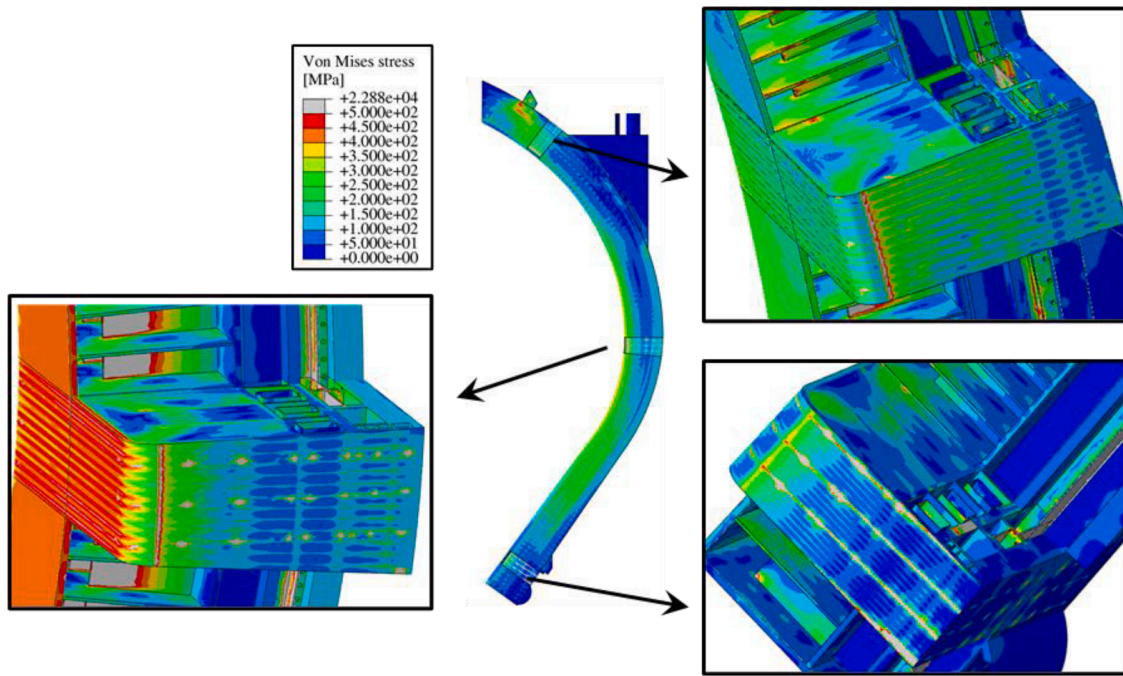 Von Mises stress
[MPa]
+2.288e+04
+5.000e+02
+4.500e+02
+4.000e+02
+3.500e+02
+3.000e+02
+2.500e+02
+2.000e+02
+1.500e+02
+1.000e+02
+5.000e+01
+0.000e+00